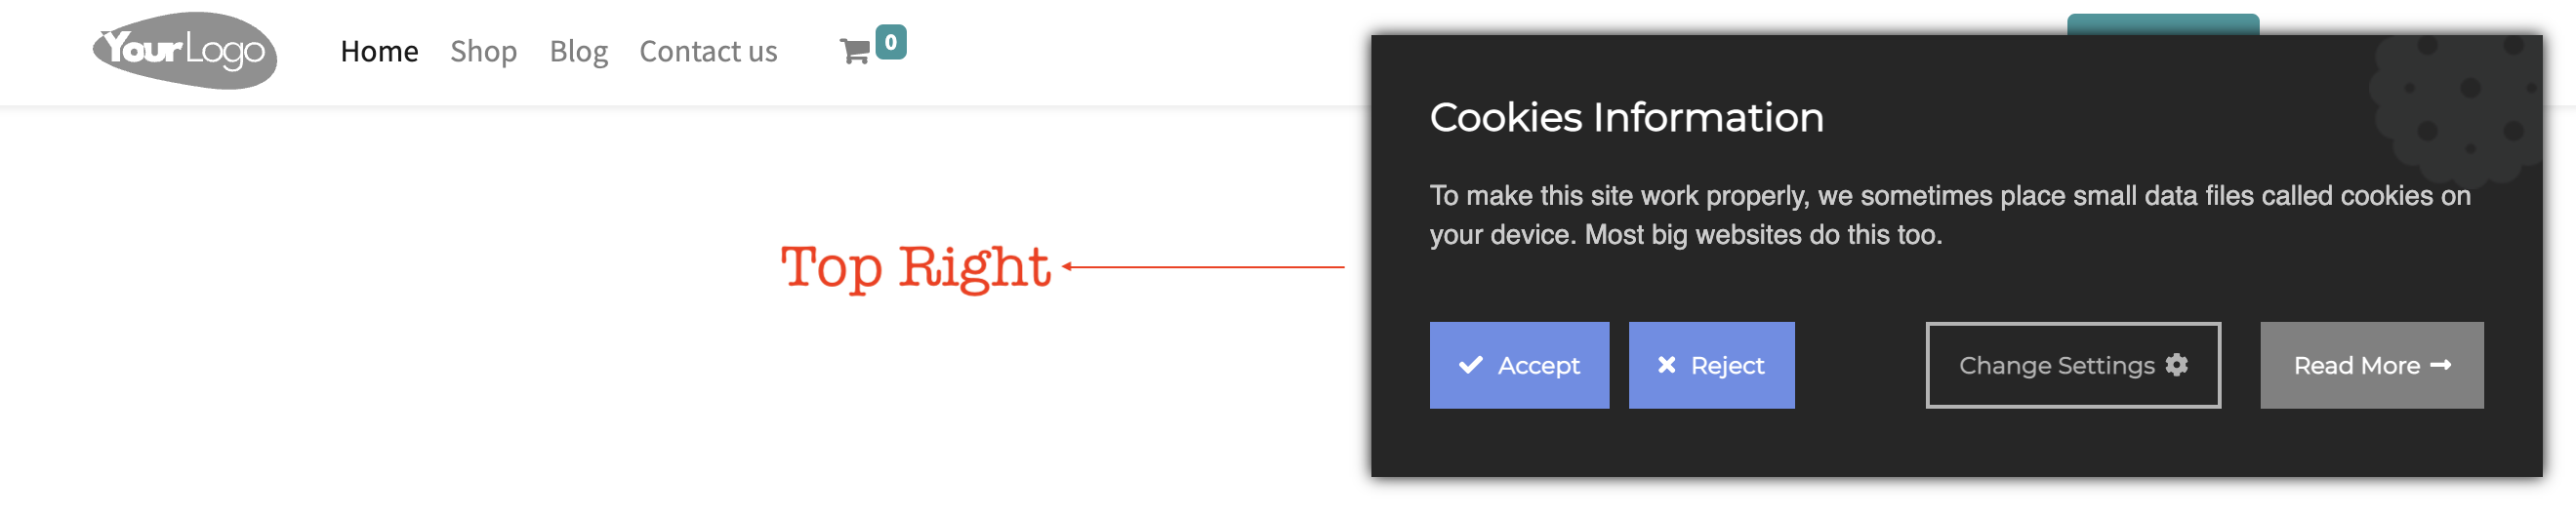 YourLogo
Home Shop Blog Contact us 0
Cookies Information
To make this site work properly, we sometimes place small data files called cookies on
your device. Most big websites do this too.
Top Right
Accept Reject Change Settings Read More